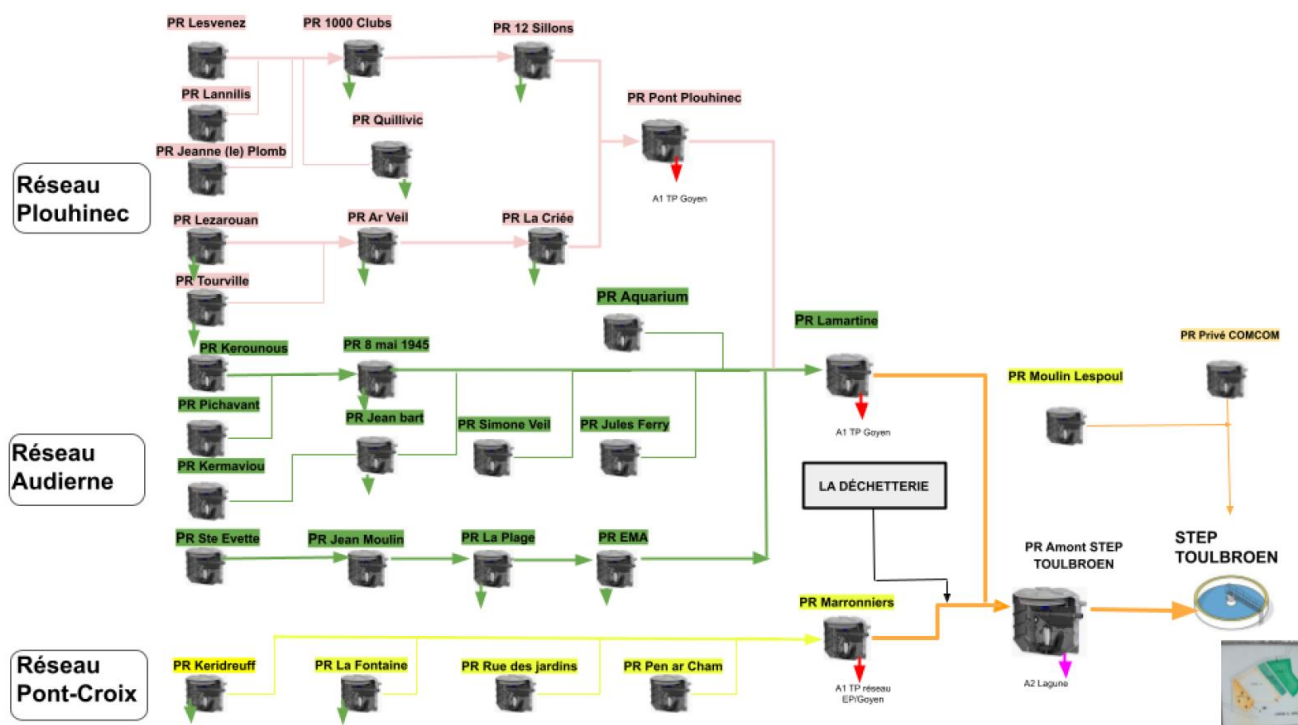 PR Lesvenez
PR 1000 Clubs
PR 12 Sillons
PR Lannilis
PR Pont Plouhinec
PR Quillivic
PR Jeanne (le) Plomb
Réseau
Plouhinec
A1 TP Goyen
PR Lezarouan
PR Ar Veil
PR La Criée
PR Tourville
PR Aquarium
PR Lamartine
PR Privé COMCOM
PR Kerounous
PR 8 mai 1945
PR Moulin Lespoul
PR Pichavant
PR Jean bart
PR Simone Veil
PR Jules Ferry
A1 TP Goyen
Réseau
Audierne
PR Kermaviou
LA DÉCHETTERIE
PR Ste Evette
PR Jean Moulin
PR La Plage
PR EMA
PR Amont STEP
TOULBROEN
STEP
TOULBROEN
PR Marronniers
Réseau
Pont-Croix
PR Keridreuff
PR La Fontaine
PR Rue des jardins
PR Pen ar Cham
A1 TP réseau
EP/Goyen
A2 Lagune